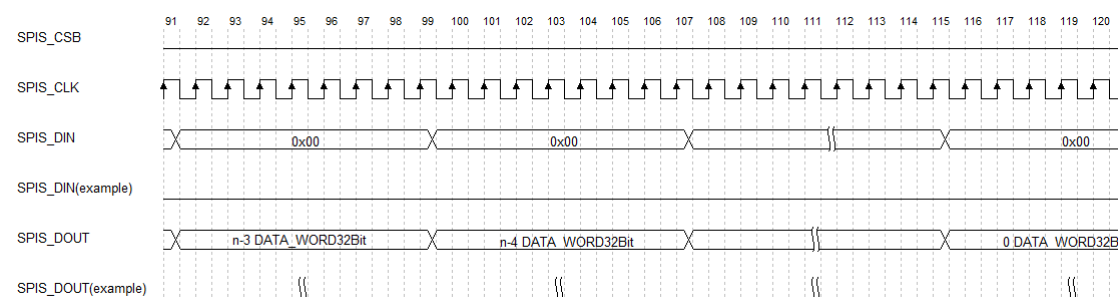 91 92 93 94 95 96 97 98 99 100 101 102 103 104 105 106 107 108 109 110 111 112 113 114 115 116 117 118 119 120
SPIS_CSB
SPIS_CLK
SPIS_DIN 0x00 0x00 0x00
SPIS_DIN(example)
SPIS_DOUT n-3 DATA_WORD32Bit n-4 DATA_WORD32Bit 0 DATA_WORD32B
SPIS_DOUT(example)